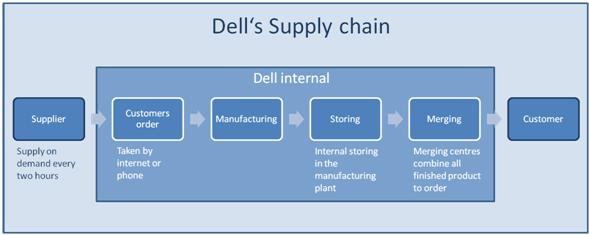 Dell's Supply chain
Dell internal
Supplier
Customers
order
Manufacturing
Storing
Merging
Customer
Supply on
demand every
two hours
Taken by
internet or
phone
Internal storing
in the
manufacturing
plant
Merging centres
combine all
finished product
to order